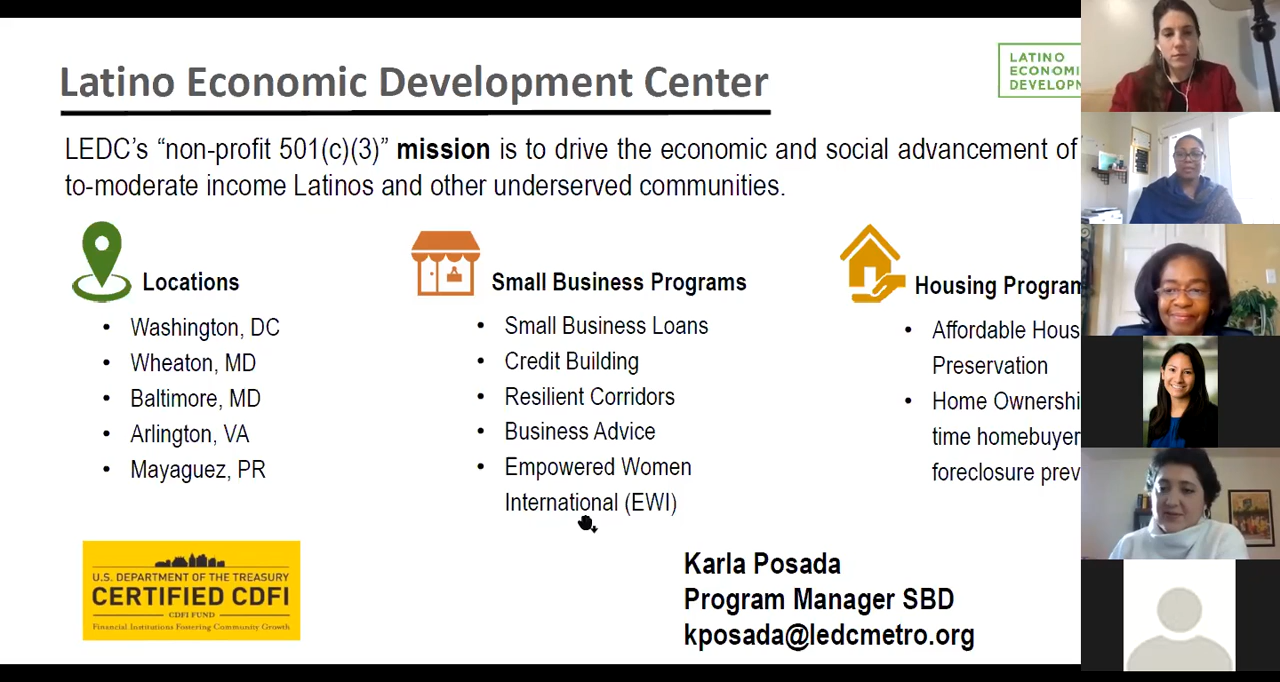 Latino Economic Development Center
LATINO
ECONOMI
DEVELOPM
LEDC’s “non-profit 501(c)(3)” mission is to drive the economic and social advancement of
to-moderate income Latinos and other underserved communities.
Locations
• Washington, DC
• Wheaton, MD
• Baltimore, MD
• Arlington, VA
• Mayaguez, PR
Small Business Programs
• Small Business Loans
• Credit Building
• Resilient Corridors
• Business Advice
• Empowered Women
International (EWI)
Housing Program
• Affordable Hous
Preservation
• Home Ownershi
time homebuyer
foreclosure prev
U.S. DEPARTMENT OF THE TREASURY
CERTIFIED CDFI
CDFI FUND
Financial Institutions Fostering Community Growth
Karla Posada
Program Manager SBD
kposada@ledcmetro.org